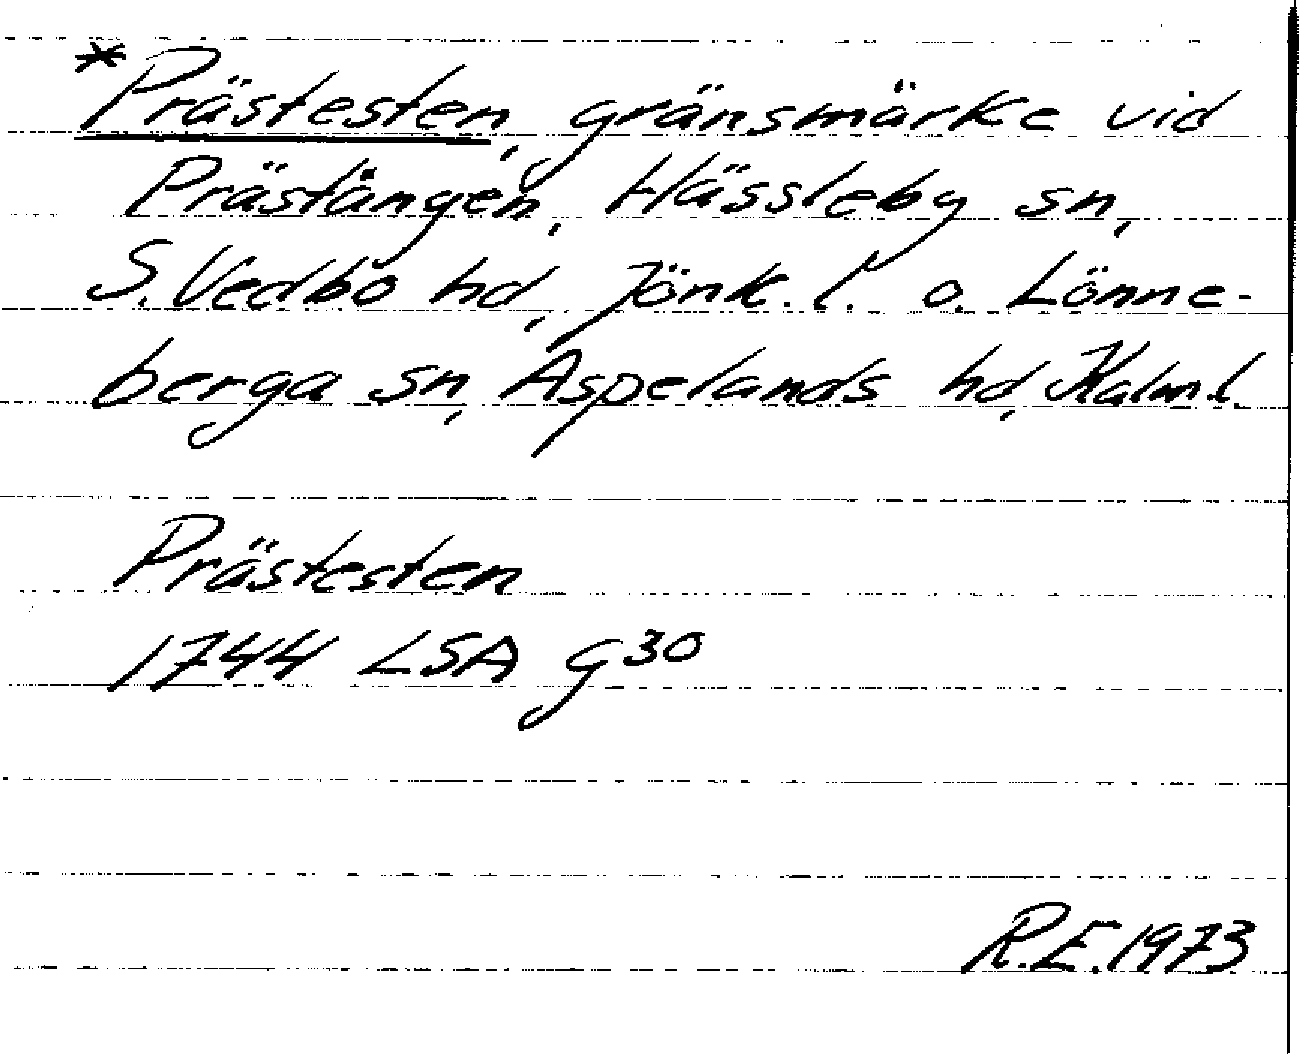 *Prästesten, gränsmärke vid
Prästängen, Hässleby sn,
S. Vedbo hd, Jönk. l. o. Lönne-
berga sn, Aspelands hd, Kalm.l.
Prästesten
1744 LSA g30
R.E. 1973